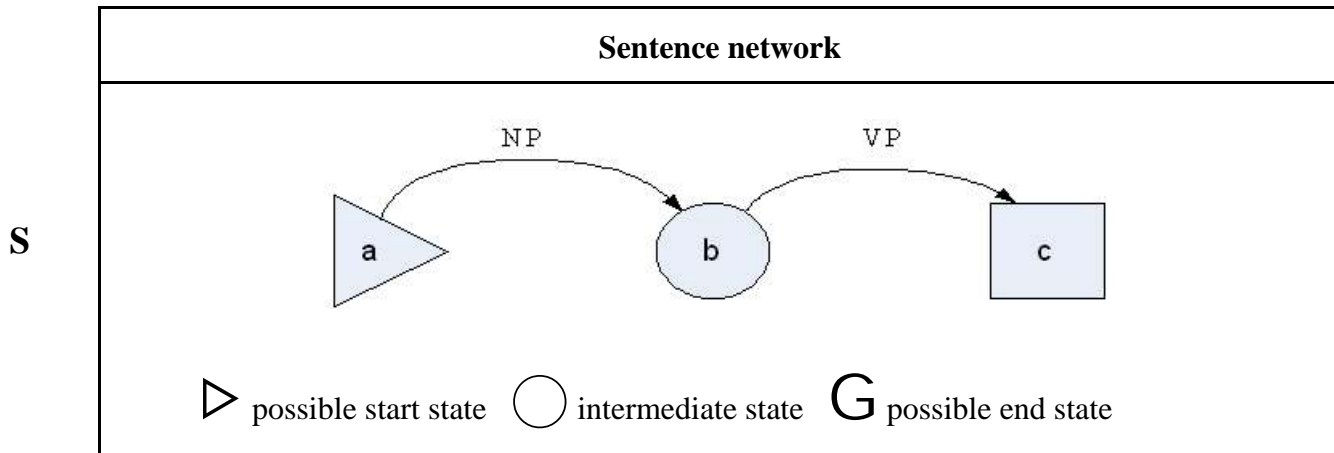 Sentence network
NP VP
S a b c
possible start state intermediate state G possible end state